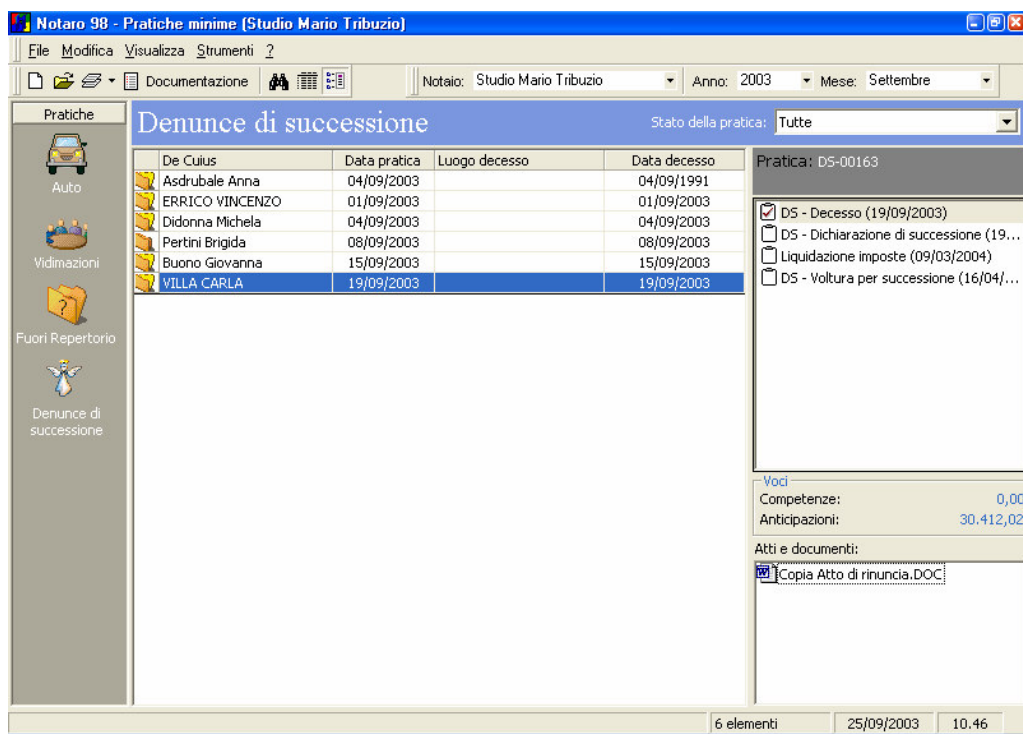 Notaro 98 - Pratiche minime (Studio Mario Tribuzio)
File Modifica Visualizza Strumenti ?
Documentazione Notaio: Studio Mario Tribuzio Anno: 2003 Mese: Settembre
Pratiche
Auto
Vidimazioni
Fuori Repertorio
Denunce di
successione
Denunce di successione Stato della pratica: Tutte
De Cuius Data pratica Luogo decesso Data decesso
Asdrubale Anna 04/09/2003 04/09/1991
ERRICO VINCENZO 01/09/2003 01/09/2003
Didonna Michela 04/09/2003 04/09/2003
Pertini Brigida 08/09/2003 08/09/2003
Buono Giovanna 15/09/2003 15/09/2003
VILLA CARLA 19/09/2003 19/09/2003
Pratica: DS-00163
DS - Decesso (19/09/2003)
DS - Dichiarazione di successione (19...
Liquidazione imposte (09/03/2004)
DS - Voltura per successione (16/04/...
Voci
Competenze: 0,00
Anticipazioni: 30.412,02
Atti e documenti:
Copia Atto di rinuncia.DOC
6 elementi 25/09/2003 10.46